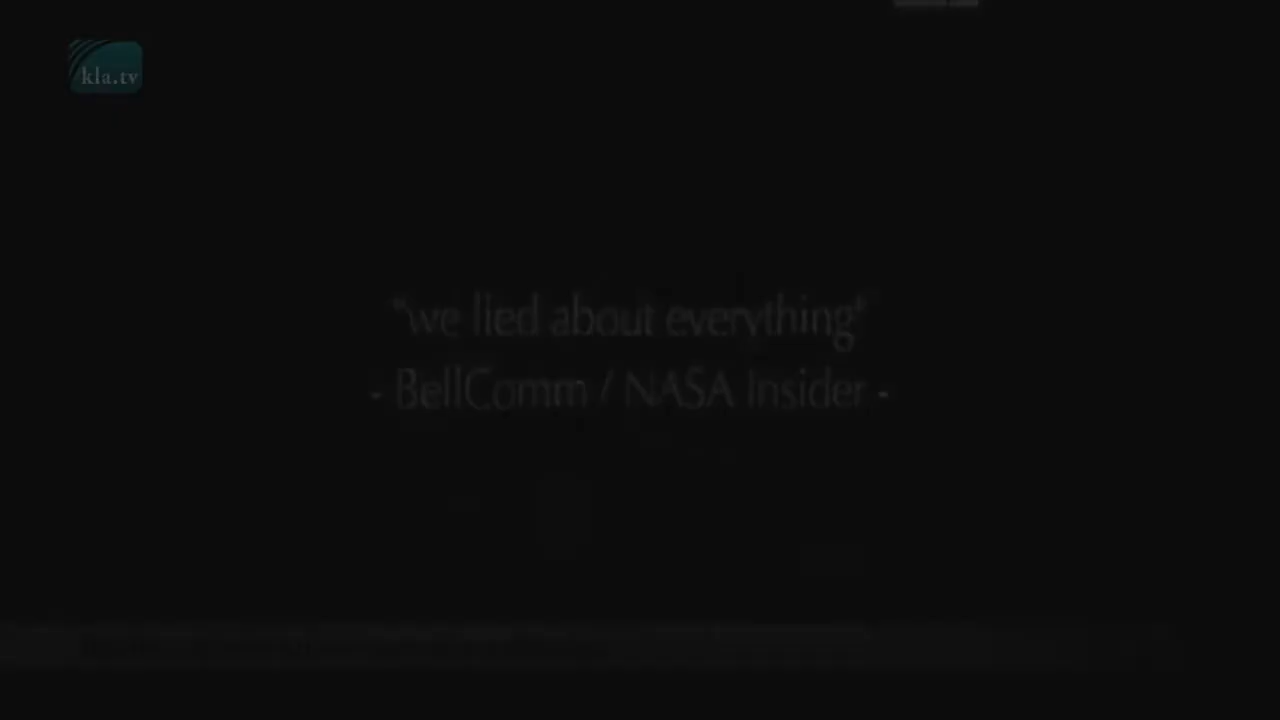 kla.tv
"we lied about everything"
- BellComm / NASA Insider -